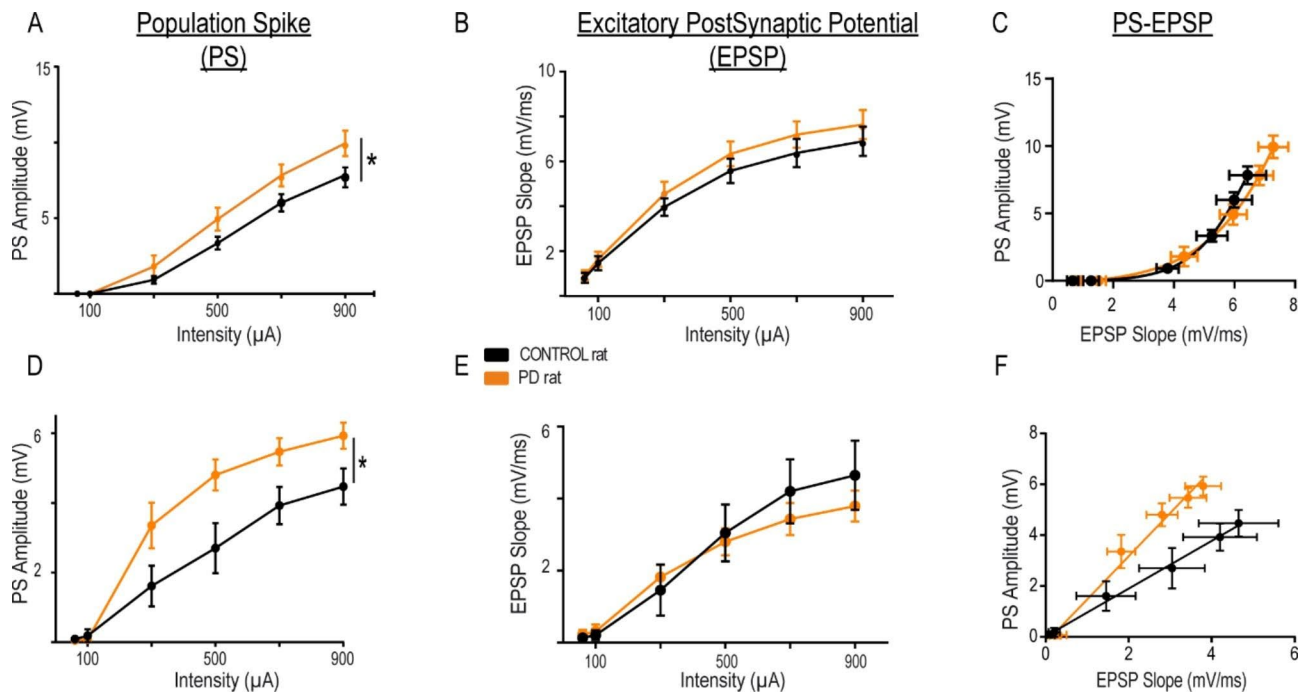 A
Population Spike
(PS)
PS Amplitude (mV)
15
5
100
500
900
Intensity (µA)
*
B
Excitatory PostSynaptic Potential
(EPSP)
EPSP Slope (mV/ms)
10
6
2
100
500
900
Intensity (µA)
C
PS-EPSP
PS Amplitude (mV)
15
10
5
0
0
2
4
6
8
EPSP Slope (mV/ms)
CONTROL rat
PD rat
D
PS Amplitude (mV)
6
2
100
500
900
Intensity (µA)
*
E
EPSP Slope (mV/ms)
6
2
100
500
900
Intensity (µA)
F
PS Amplitude (mV)
8
6
4
2
0
0
2
4
6
EPSP Slope (mV/ms)